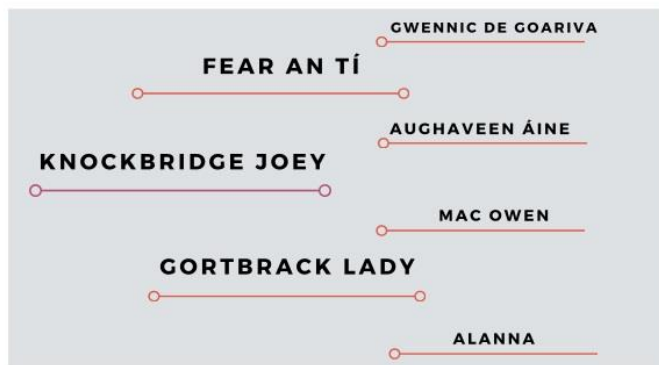 GWENNIC DE GOARIVA
FEAR AN TÍ
AUGHAVEEN ÁINE
KNOCKBRIDGE JOEY
MAC OWEN
GORTBRACK LADY
ALANNA